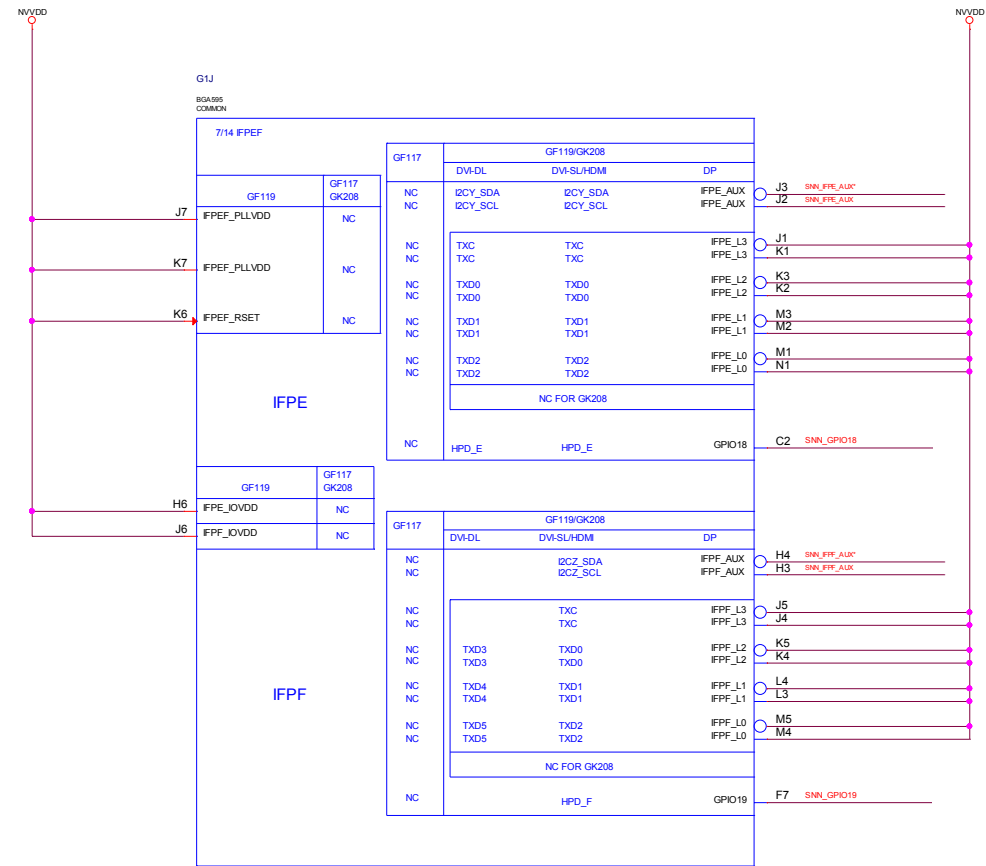 NVVDD
NVVDD
G1J
BGA595
COMMON
7/14 IFPEF
GF117
GF119/GK208
DVI-DL DVI-SL/HDMI DP
GF119
GF117
GK208
NC I2CY_SDA I2CY_SDA IFPE_AUX J3 SNN_IFPE_AUX*
NC I2CY_SCL I2CY_SCL IFPE_AUX J2 SNN_IFPE_AUX
J7 IFPEF_PLLVDD NC
K7 IFPEF_PLLVDD NC
K6 IFPEF_RSET NC
NC TXC TXC IFPE_L3 J1
NC TXC TXC IFPE_L3 K1
NC TXD0 TXD0 IFPE_L2 K3
NC TXD0 TXD0 IFPE_L2 K2
NC TXD1 TXD1 IFPE_L1 M3
NC TXD1 TXD1 IFPE_L1 M2
NC TXD2 TXD2 IFPE_L0 M1
NC TXD2 TXD2 IFPE_L0 N1
NC FOR GK208
IFPE
NC HPD_E HPD_E GPIO18 C2 SNN_GPIO18
GF119
GF117
GK208
H6 IFPE_IOVDD NC
J6 IFPF_IOVDD NC
GF117
GF119/GK208
DVI-DL DVI-SL/HDMI DP
NC I2CZ_SDA IFPF_AUX H4 SNN_IFPF_AUX*
NC I2CZ_SCL IFPF_AUX H3 SNN_IFPF_AUX
NC TXC IFPF_L3 J5
NC TXC IFPF_L3 J4
NC TXD3 TXD0 IFPF_L2 K5
NC TXD3 TXD0 IFPF_L2 K4
NC TXD4 TXD1 IFPF_L1 L4
NC TXD4 TXD1 IFPF_L1 L3
NC TXD5 TXD2 IFPF_L0 M5
NC TXD5 TXD2 IFPF_L0 M4
IFPF
NC FOR GK208
NC HPD_F GPIO19 F7 SNN_GPIO19